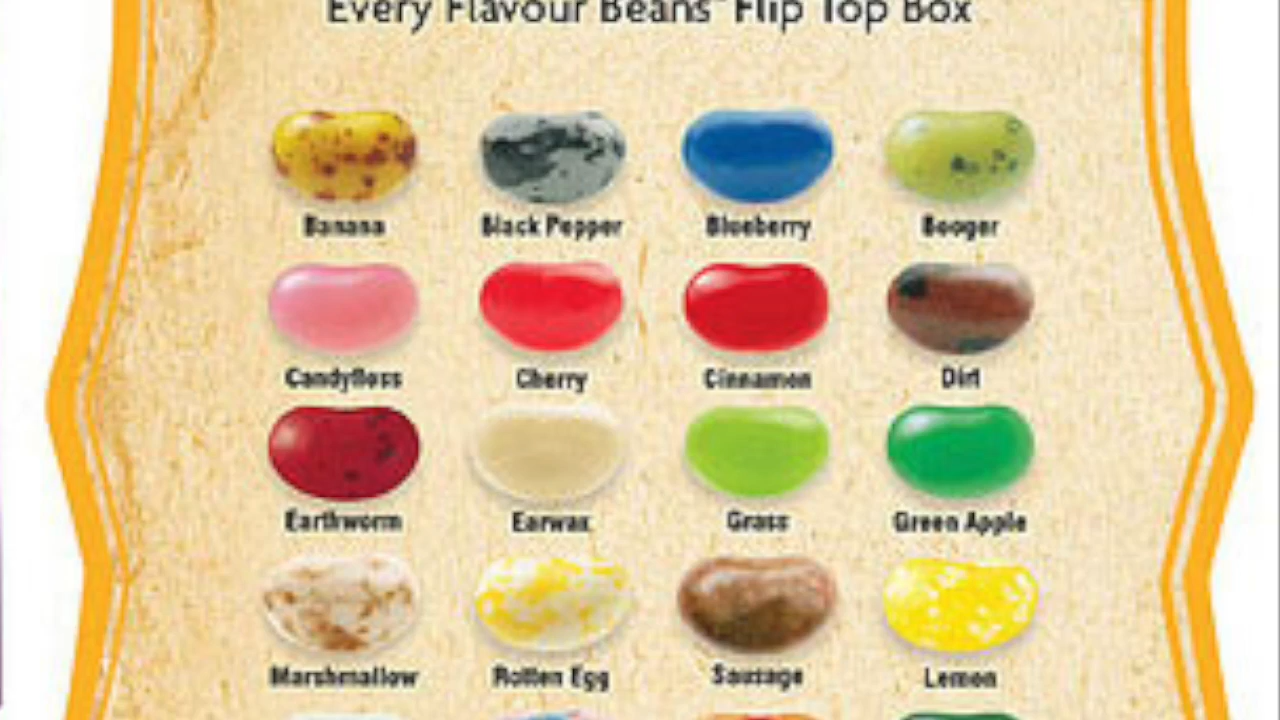 Every Flavour Beans™ Flip Top Box
Banana Black Pepper Blueberry Booger
Candyfloss Cherry Cinnamon Dirt
Earthworm Earwax Grass Green Apple
Marshmallow Rotten Egg Sausage Lemon